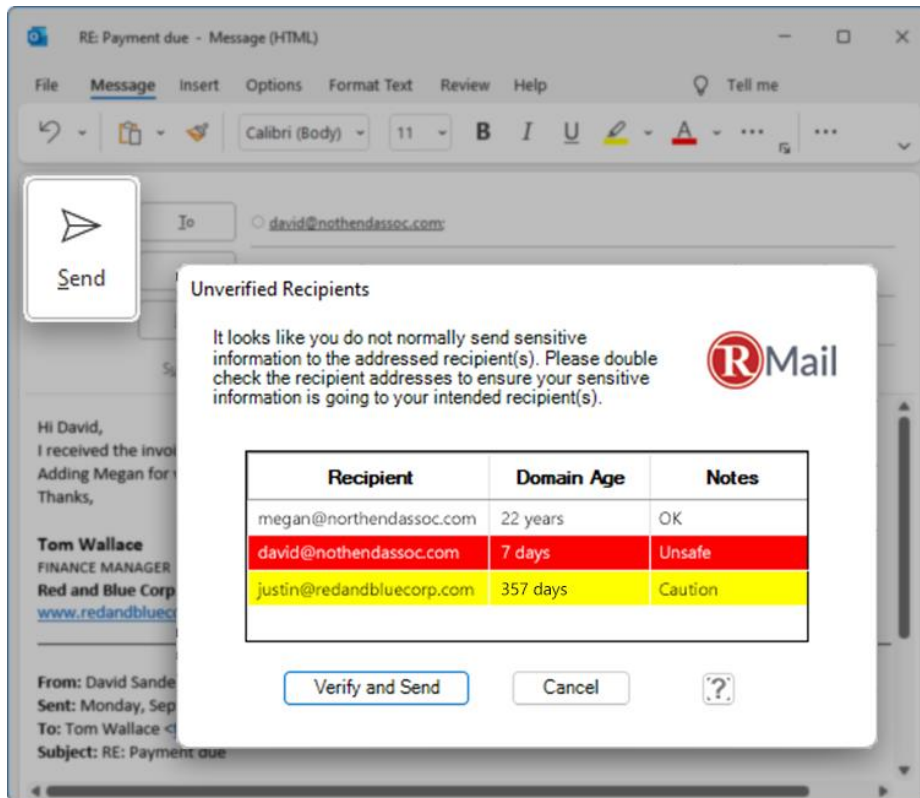 RE: Payment due - Message (HTML)
File Message Insert Options Format Text Review Help Tell me
Calibri (Body) 11 B I U A
Send
To david@nothendassoc.com;
Unverified Recipients
It looks like you do not normally send sensitive
information to the addressed recipient(s). Please double
check the recipient addresses to ensure your sensitive
information is going to your intended recipient(s).
RMail
Recipient Domain Age Notes
megan@northendassoc.com 22 years OK
david@nothendassoc.com 7 days Unsafe
justin@redandbluecorp.com 357 days Caution
Verify and Send Cancel ?
Hi David,
I received the invoi
Adding Megan for
Thanks,
Tom Wallace
FINANCE MANAGER
Red and Blue Corp
www.redandbluec
From: David Sande
Sent: Monday, Sep
To: Tom Wallace <
Subject: RE: Payment due